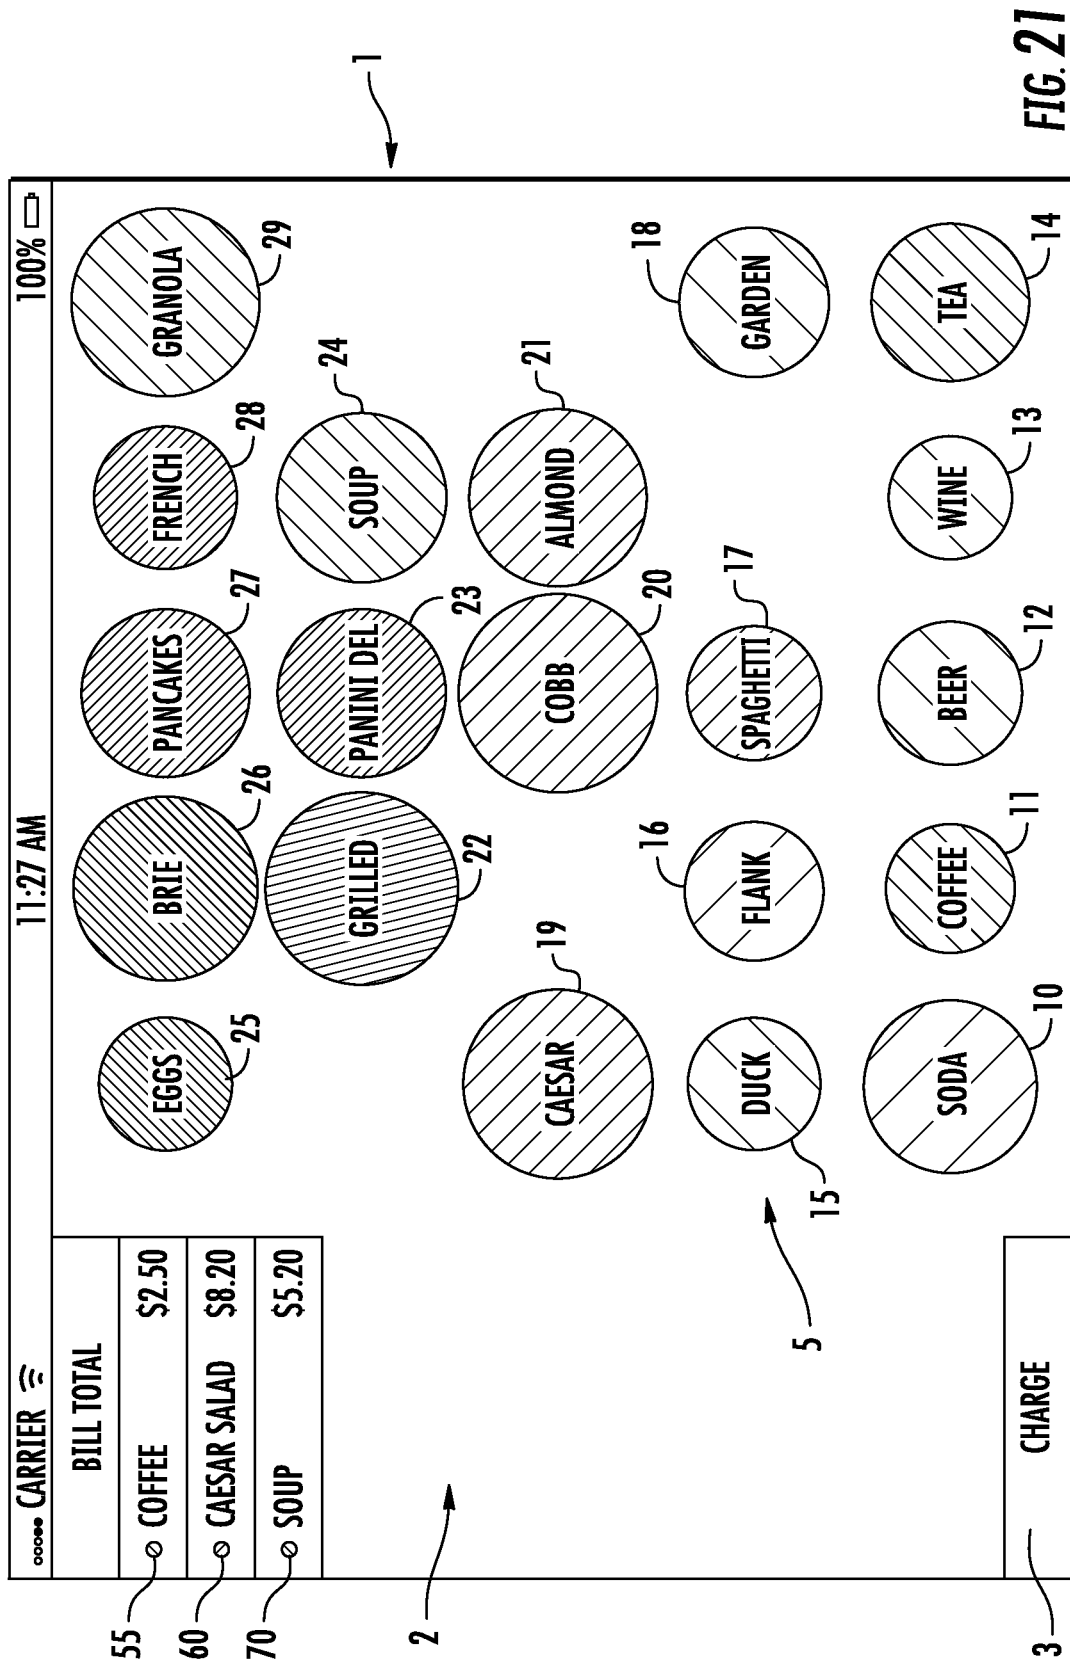 CARRIER 11:27 AM 100%
BILL TOTAL
COFFEE $2.50
CAESAR SALAD $8.20
SOUP $5.20
CHARGE
EGGS BRIE PANCAKES FRENCH GRANOLA
25 26 27 28 29
GRILLED PANINI DEL SOUP
22 23 24
CAESAR COBB ALMOND
19 20 21
DUCK FLANK SPAGHETTI GARDEN
15 16 17 18
SODA COFFEE BEER WINE TEA
10 11 12 13 14
55
60
70
2
5
3
1
FIG. 21